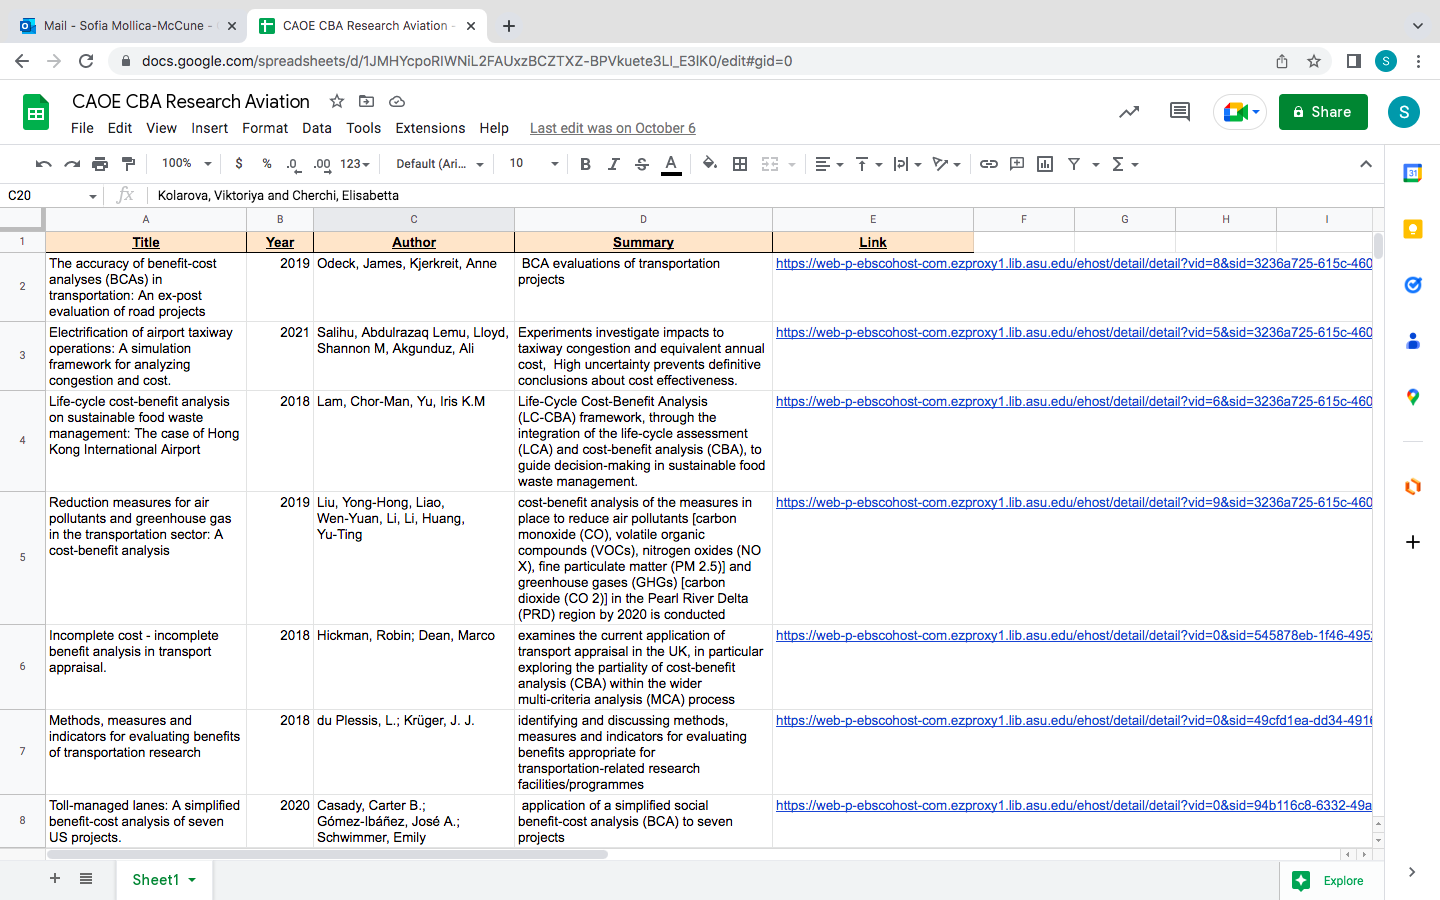 Mail - Sofia Mollica-McCune -
CAOE CBA Research Aviation -
docs.google.com/spreadsheets/d/1JMHYcpoRIWNiL2FAUxzBCZTXZ-BPVkuete3LI_E3lK0/edit#gid=0
S
CAOE CBA Research Aviation
File Edit View Insert Format Data Tools Extensions Help Last edit was on October 6
Share
S
100% $ % .0 .00 123 Default (Ari... 10 B I S A
31
C20 fx Kolarova, Viktoriya and Cherchi, Elisabetta
A B C D E F G H I
1 Title Year Author Summary Link
2
The accuracy of benefit-cost
analyses (BCAs) in
transportation: An ex-post
evaluation of road projects
2019
Odeck, James, Kjerkreit, Anne
BCA evaluations of transportation
projects
https://web-p-ebscohost-com.ezproxy1.lib.asu.edu/ehost/detail/detail?vid=8&sid=3236a725-615c-460
3
Electrification of airport taxiway
operations: A simulation
framework for analyzing
congestion and cost.
2021
Salihu, Abdulrazaq Lemu, Lloyd,
Shannon M, Akgunduz, Ali
Experiments investigate impacts to
taxiway congestion and equivalent annual
cost,  High uncertainty prevents definitive
conclusions about cost effectiveness.
https://web-p-ebscohost-com.ezproxy1.lib.asu.edu/ehost/detail/detail?vid=5&sid=3236a725-615c-460
4
Life-cycle cost-benefit analysis
on sustainable food waste
management: The case of Hong
Kong International Airport
2018
Lam, Chor-Man, Yu, Iris K.M
Life-Cycle Cost-Benefit Analysis
(LC-CBA) framework, through the
integration of the life-cycle assessment
(LCA) and cost-benefit analysis (CBA), to
guide decision-making in sustainable food
waste management.
https://web-p-ebscohost-com.ezproxy1.lib.asu.edu/ehost/detail/detail?vid=6&sid=3236a725-615c-460
5
Reduction measures for air
pollutants and greenhouse gas
in the transportation sector: A
cost-benefit analysis
2019
Liu, Yong-Hong, Liao,
Wen-Yuan, Li, Li, Huang,
Yu-Ting
cost-benefit analysis of the measures in
place to reduce air pollutants [carbon
monoxide (CO), volatile organic
compounds (VOCs), nitrogen oxides (NO
X), fine particulate matter (PM 2.5)] and
greenhouse gases (GHGs) [carbon
dioxide (CO 2)] in the Pearl River Delta
(PRD) region by 2020 is conducted
https://web-p-ebscohost-com.ezproxy1.lib.asu.edu/ehost/detail/detail?vid=9&sid=3236a725-615c-460
6
Incomplete cost - incomplete
benefit analysis in transport
appraisal.
2018
Hickman, Robin; Dean, Marco
examines the current application of
transport appraisal in the UK, in particular
exploring the partiality of cost-benefit
analysis (CBA) within the wider
multi-criteria analysis (MCA) process
https://web-p-ebscohost-com.ezproxy1.lib.asu.edu/ehost/detail/detail?vid=0&sid=545878eb-1f46-495
7
Methods, measures and
indicators for evaluating benefits
of transportation research
2018
du Plessis, L.; Krüger, J. J.
identifying and discussing methods,
measures and indicators for evaluating
benefits appropriate for
transportation-related research
facilities/programmes
https://web-p-ebscohost-com.ezproxy1.lib.asu.edu/ehost/detail/detail?vid=0&sid=49cfd1ea-dd34-491
8
Toll-managed lanes: A simplified
benefit-cost analysis of seven
US projects.
2020
Casady, Carter B.;
Gómez-Ibáñez, José A.;
Schwimmer, Emily
application of a simplified social
benefit-cost analysis (BCA) to seven
projects
https://web-p-ebscohost-com.ezproxy1.lib.asu.edu/ehost/detail/detail?vid=0&sid=94b116c8-6332-49a
Sheet1
Explore